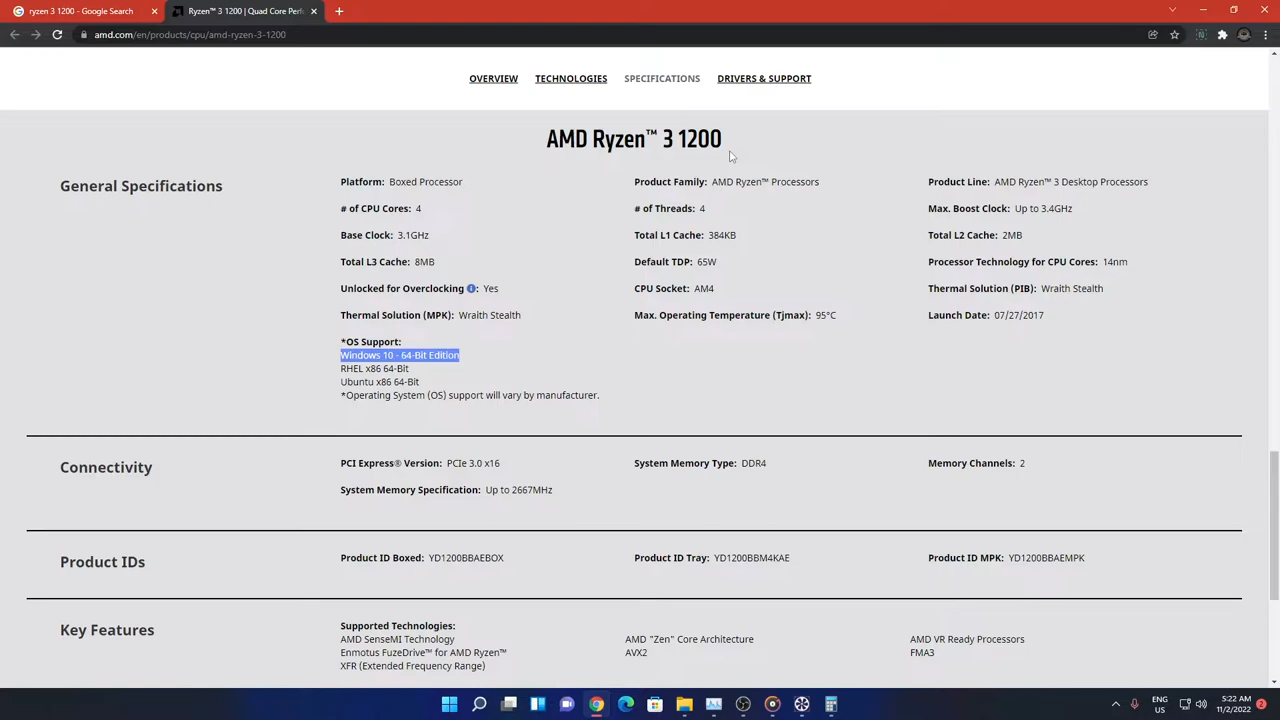 ryzen 3 1200 - Google Search
Ryzen™ 3 1200 | Quad Core Perf
amd.com/en/products/cpu/amd-ryzen-3-1200
OVERVIEW TECHNOLOGIES SPECIFICATIONS DRIVERS & SUPPORT
AMD Ryzen™ 3 1200
General Specifications
Platform: Boxed Processor Product Family: AMD Ryzen™ Processors Product Line: AMD Ryzen™ 3 Desktop Processors
# of CPU Cores: 4 # of Threads: 4 Max. Boost Clock: Up to 3.4GHz
Base Clock: 3.1GHz Total L1 Cache: 384KB Total L2 Cache: 2MB
Total L3 Cache: 8MB Default TDP: 65W Processor Technology for CPU Cores: 14nm
Unlocked for Overclocking : Yes CPU Socket: AM4 Thermal Solution (PIB): Wraith Stealth
Thermal Solution (MPK): Wraith Stealth Max. Operating Temperature (Tjmax): 95°C Launch Date: 07/27/2017
*OS Support:
Windows 10 - 64-Bit Edition
RHEL x86 64-Bit
Ubuntu x86 64-Bit
*Operating System (OS) support will vary by manufacturer.
Connectivity
PCI Express® Version: PCIe 3.0 x16 System Memory Type: DDR4 Memory Channels: 2
System Memory Specification: Up to 2667MHz
Product IDs
Product ID Boxed: YD1200BBAEBOX Product ID Tray: YD1200BBM4KAE Product ID MPK: YD1200BBAEMPK
Key Features
Supported Technologies:
AMD SenseMI Technology AMD "Zen" Core Architecture AMD VR Ready Processors
Enmotus FuzeDrive™ for AMD Ryzen™ AVX2 FMA3
XFR (Extended Frequency Range)
ENG
US
5:22 AM
11/2/2022
2